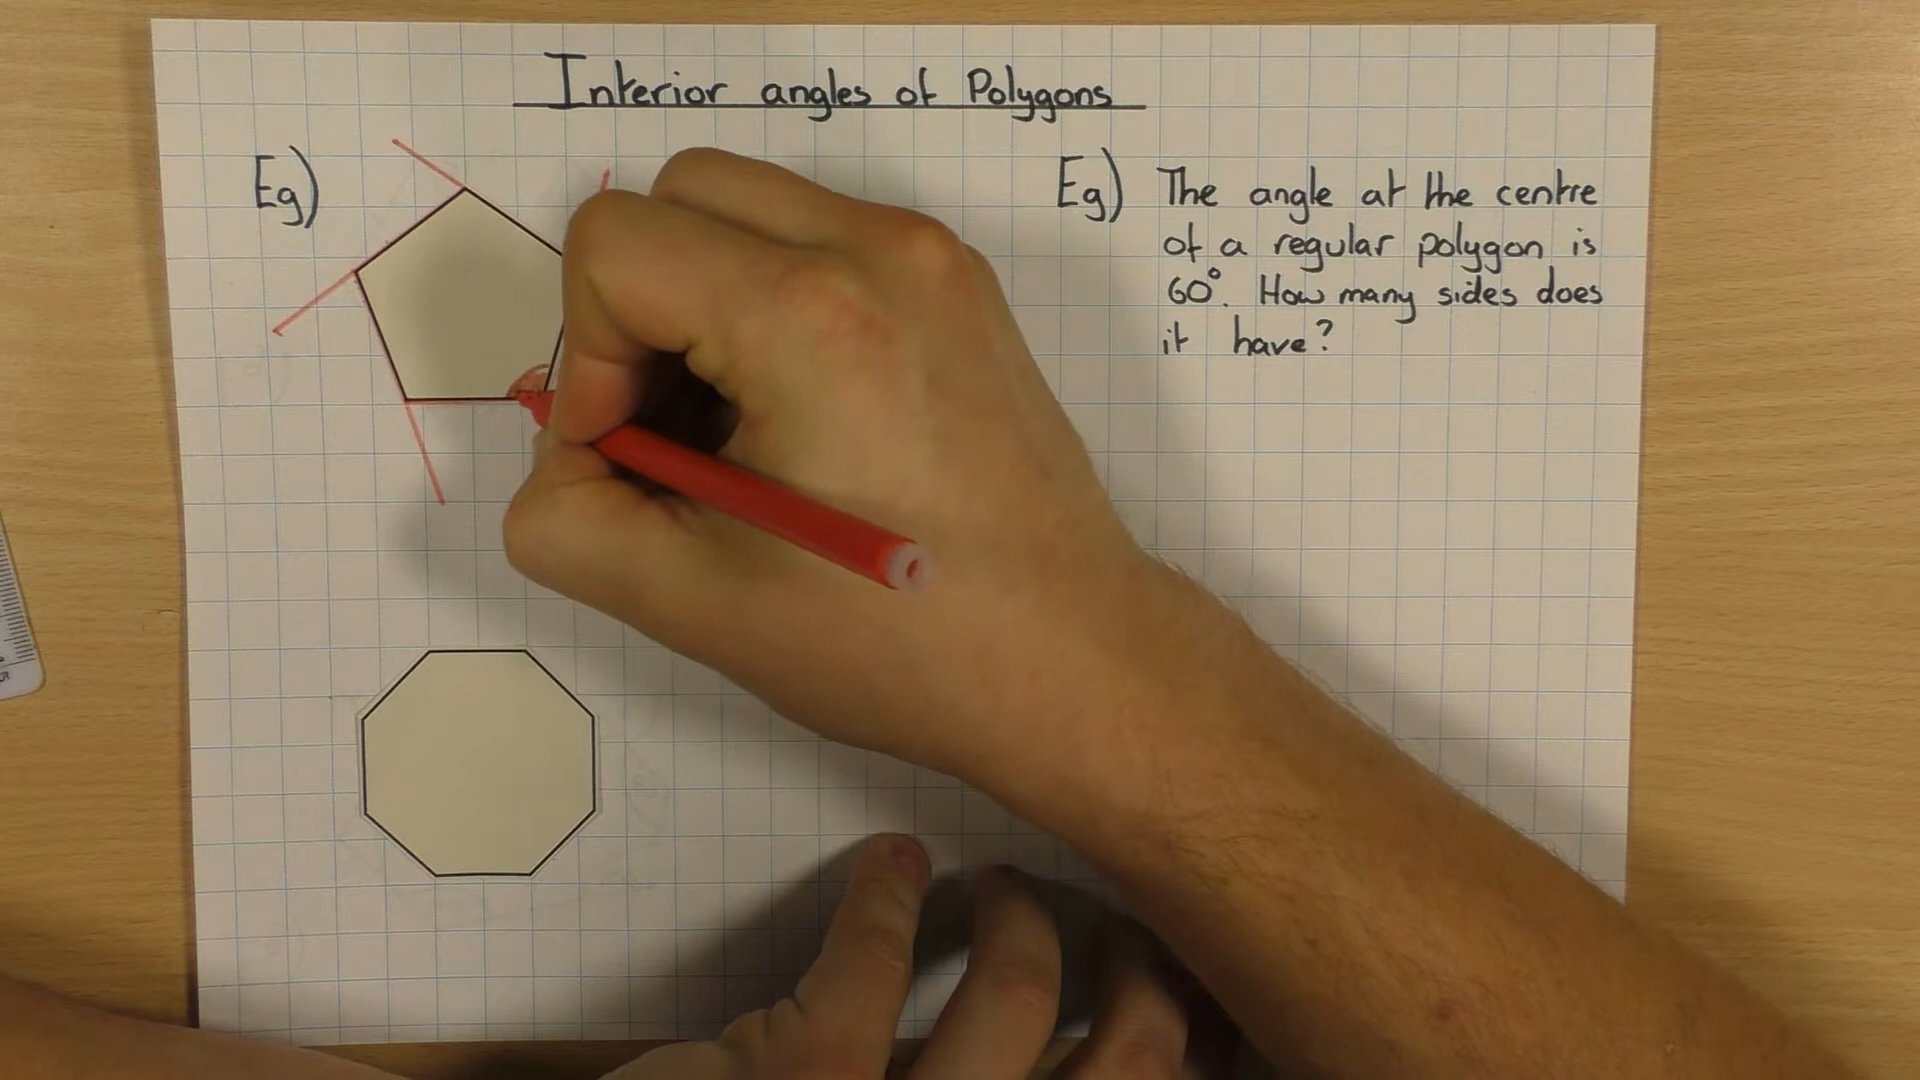 Interior angles of Polygons
Eg)
Eg) The angle at the centre
of a regular polygon is
60°. How many sides does
it have?